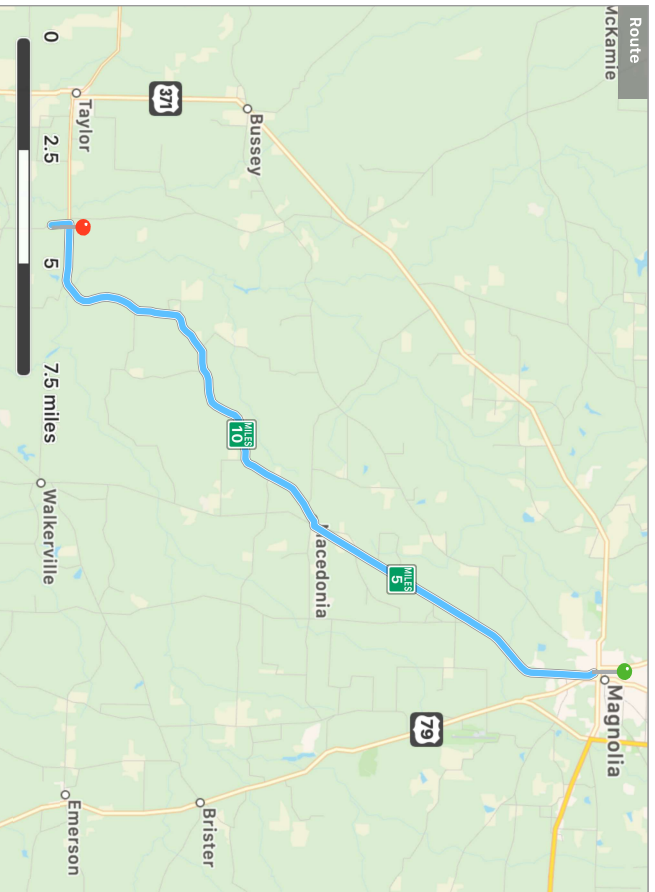 Route
McKamie
Magnolia
79
MILES
5
Macedonia
371
Bussey
MILES
10
Brister
Taylor
Walkerville
Emerson
0
2.5
5
7.5 miles